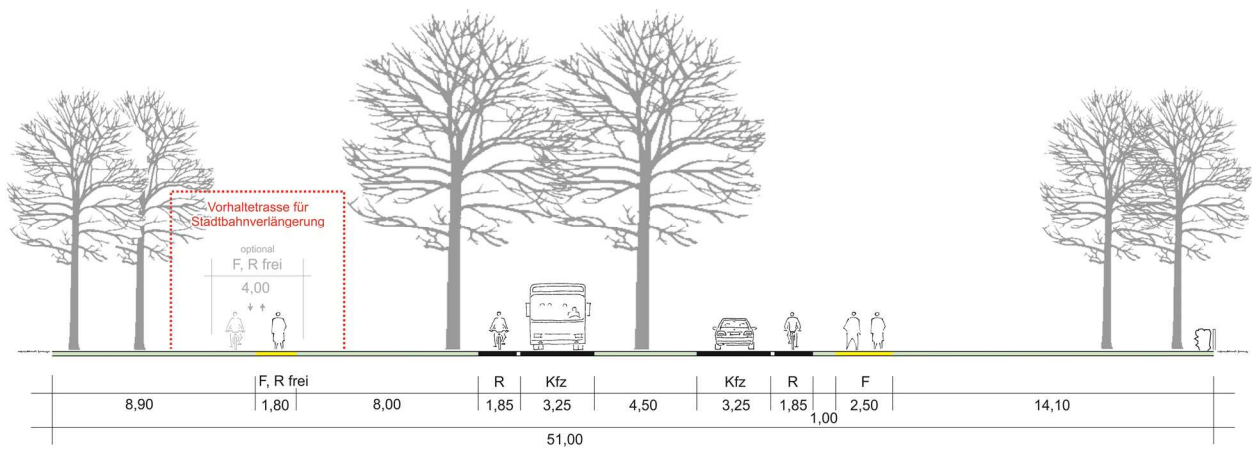 Vorhaltetrasse für
Stadtbahnverlängerung
optional
F, R frei
4,00
F, R frei R Kfz Kfz R F
8,90 1,80 8,00 1,85 3,25 4,50 3,25 1,85 1,00 2,50 14,10
51,00